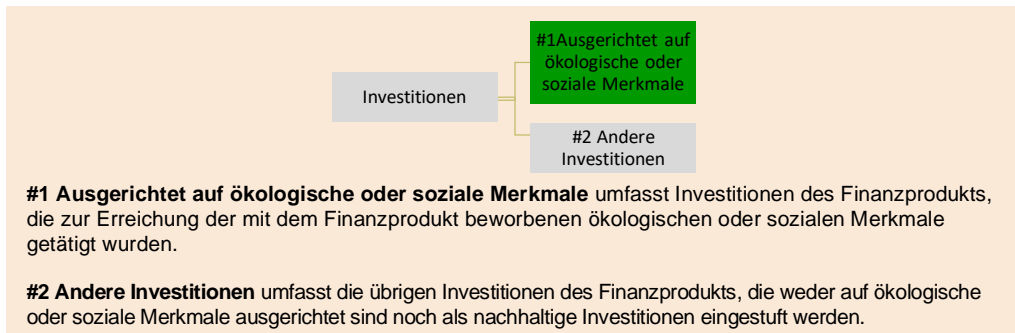 #1Ausgerichtet auf
ökologische oder
soziale Merkmale
Investitionen
#2 Andere
Investitionen
#1 Ausgerichtet auf ökologische oder soziale Merkmale umfasst Investitionen des Finanzprodukts,
die zur Erreichung der mit dem Finanzprodukt beworbenen ökologischen oder sozialen Merkmale
getätigt wurden.
#2 Andere Investitionen umfasst die übrigen Investitionen des Finanzprodukts, die weder auf ökologische
oder soziale Merkmale ausgerichtet sind noch als nachhaltige Investitionen eingestuft werden.